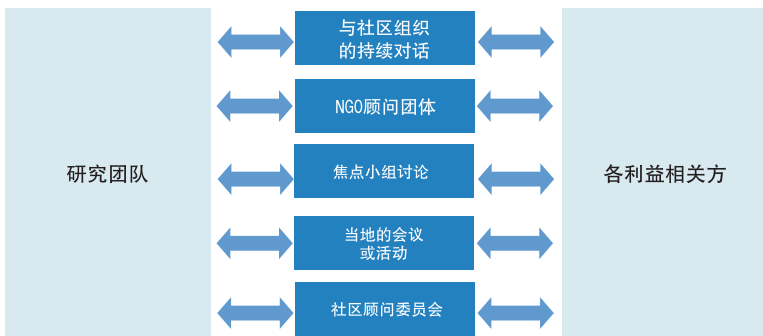 研究团队
与社区组织
的持续对话
NGO顾问团体
焦点小组讨论
当地的会议
或活动
社区顾问委员会
各利益相关方